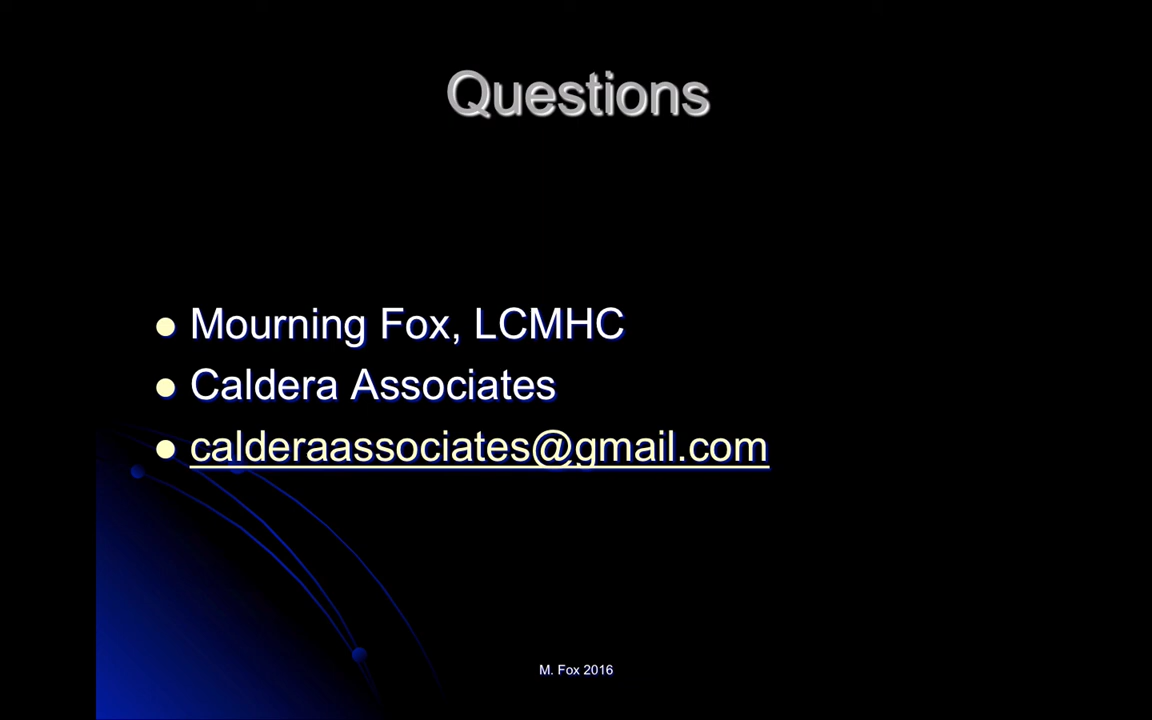 Questions
Mourning Fox, LCMHC
Caldera Associates
calderaassociates@gmail.com
M. Fox 2016